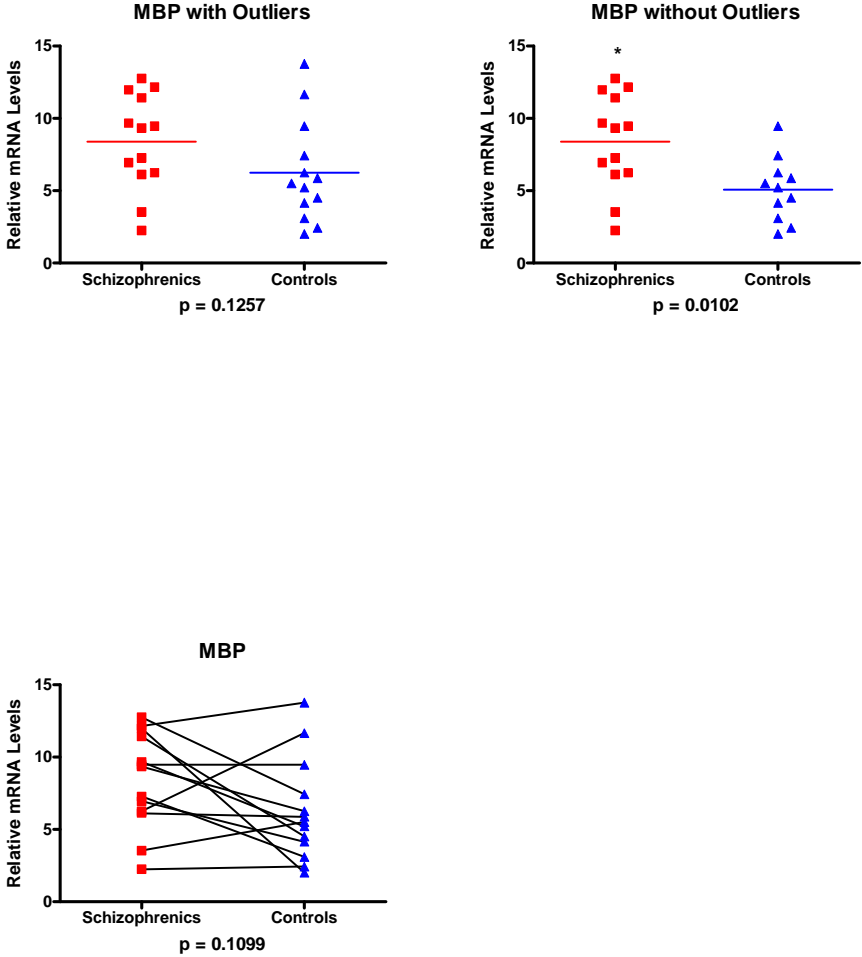 MBP with Outliers
15
10
5
0
Relative mRNA Levels
Schizophrenics
Controls
p = 0.1257
MBP without Outliers
*
15
10
5
0
Relative mRNA Levels
Schizophrenics
Controls
p = 0.0102
MBP
15
10
5
0
Relative mRNA Levels
Schizophrenics
Controls
p = 0.1099